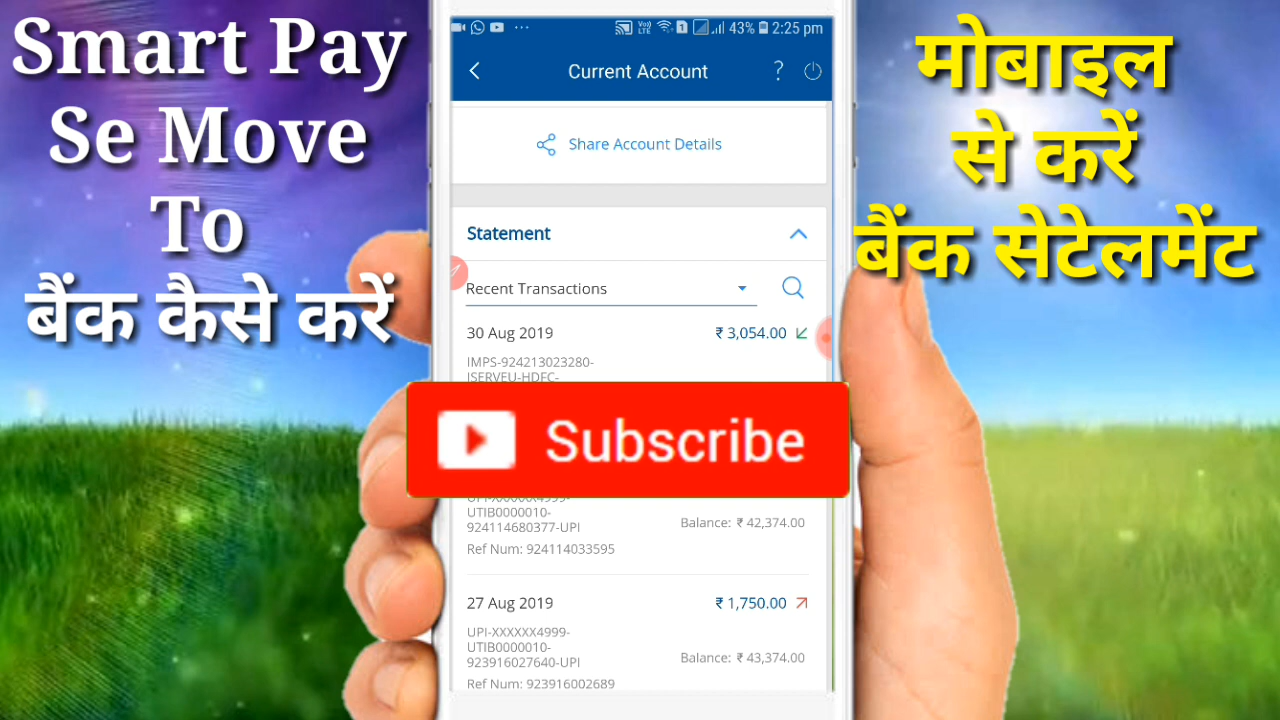 Smart Pay
Se Move
To
बैंक कैसे करें
मोबाइल
से करें
बैंक सेटेलमेंट
43% 2:25 pm
Current Account ?
Share Account Details
Statement
Recent Transactions
30 Aug 2019 ₹ 3,054.00
IMPS-924213023280-
ISERVEU-HDFC-
Subscribe
UPI-XXXXXX4999-
UTIB0000010-
924114680377-UPI Balance: ₹ 42,374.00
Ref Num: 924114033595
27 Aug 2019 ₹ 1,750.00
UPI-XXXXXX4999-
UTIB0000010-
923916027640-UPI Balance: ₹ 43,374.00
Ref Num: 923916002689